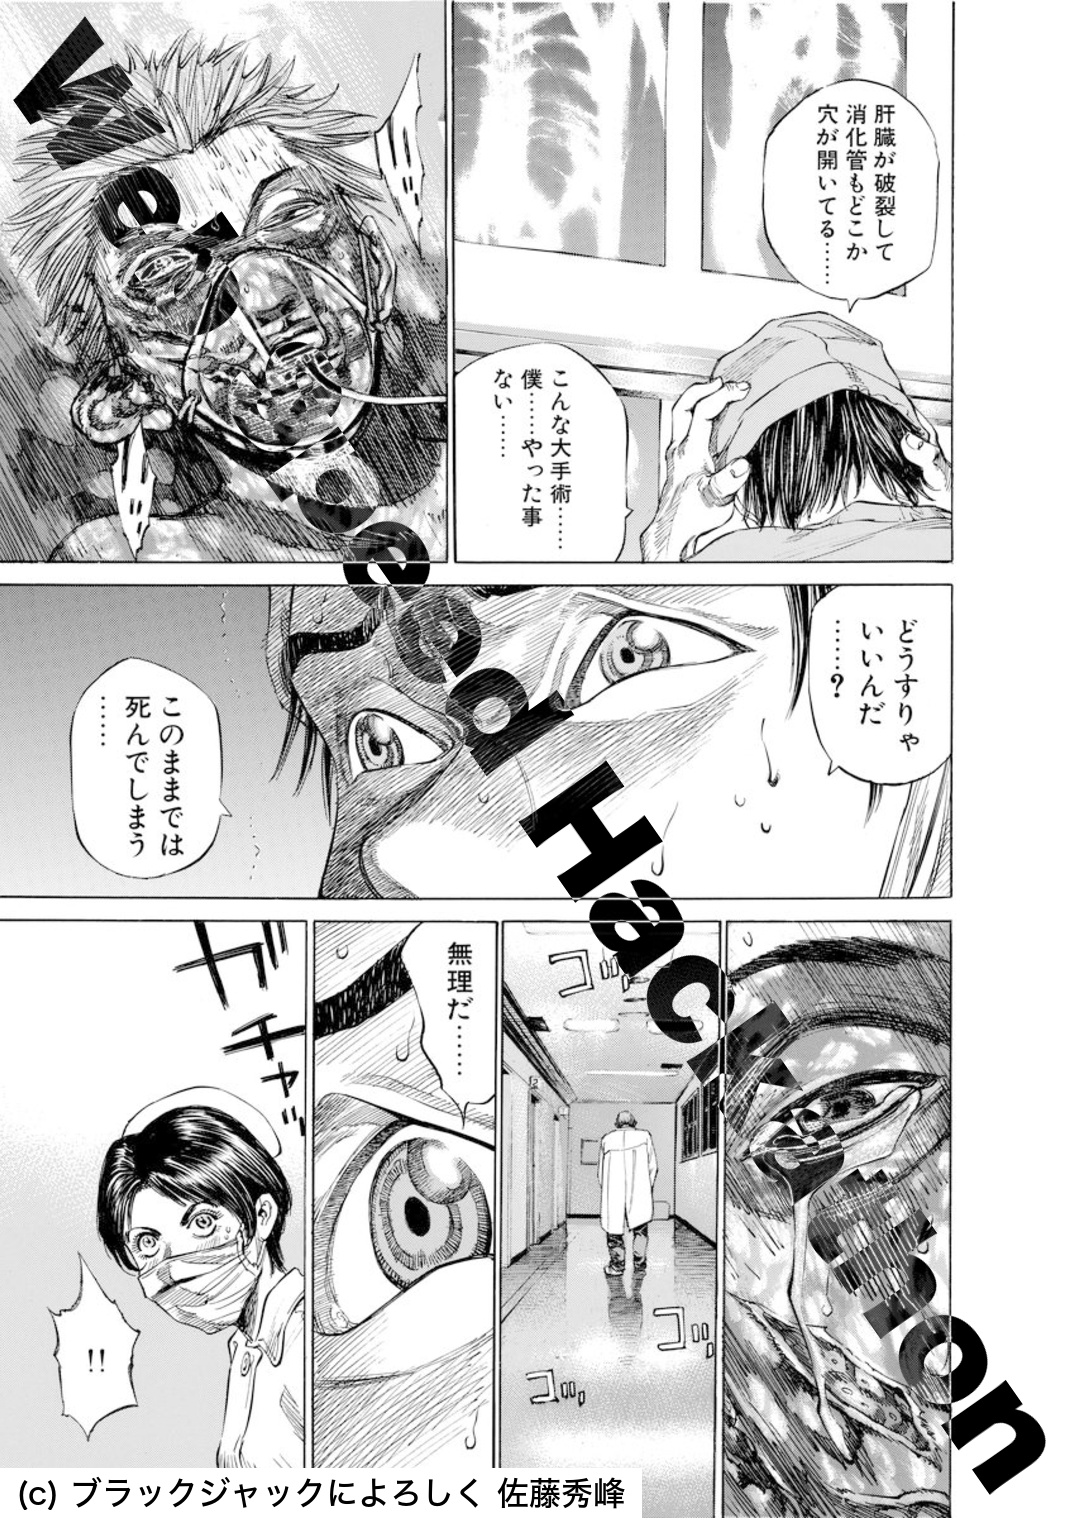 肝臓が破裂して
消化管もどこか
穴が開いてる……
こんな大手術……
僕……やった事
ない……
!!
!!
どうすりゃ
いいんだ
……？
このままでは
死んでしまう
……
コツ
コツ
コツ
無理だ……
ガチャッ
!!
(c) ブラックジャックによろしく 佐藤秀峰